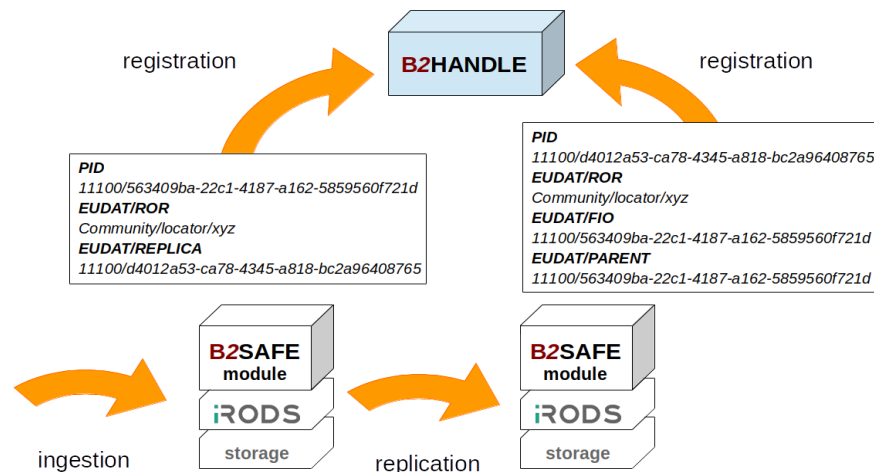 registration
B2HANDLE
registration
PID
11100/563409ba-22c1-4187-a162-5859560f721d
EUDAT/ROR
Community/locator/xyz
EUDAT/REPLICA
11100/d4012a53-ca78-4345-a818-bc2a96408765
PID
11100/d4012a53-ca78-4345-a818-bc2a96408765
EUDAT/ROR
Community/locator/xyz
EUDAT/FIO
11100/563409ba-22c1-4187-a162-5859560f721d
EUDAT/PARENT
11100/563409ba-22c1-4187-a162-5859560f721d
B2SAFE
module
iRODS
storage
B2SAFE
module
iRODS
storage
ingestion
replication